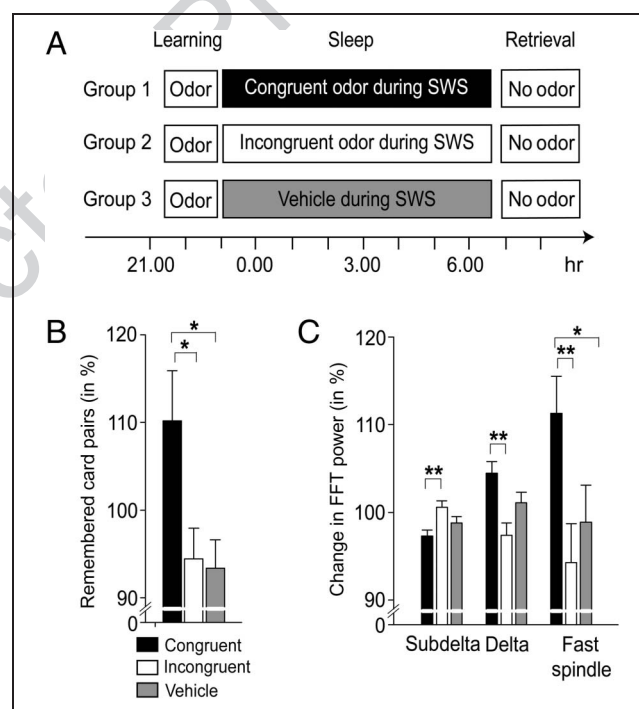 A
Learning Sleep Retrieval
Group 1 Odor Congruent odor during SWS No odor
Group 2 Odor Incongruent odor during SWS No odor
Group 3 Odor Vehicle during SWS No odor
21.00 0.00 3.00 6.00 hr
B
Remembered card pairs (in %)
120
110
100
90
0
*
*
Congruent
Incongruent
Vehicle
C
Change in FFT power (in %)
120
110
100
90
0
**
**
**
*
Subdelta Delta Fast
spindle